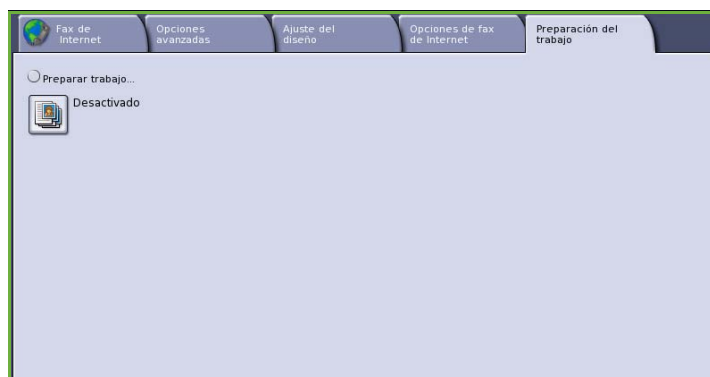 Fax de
Internet
Opciones
avanzadas
Ajuste del
diseño
Opciones de fax
de Internet
Preparación del
trabajo
Preparar trabajo...
Desactivado